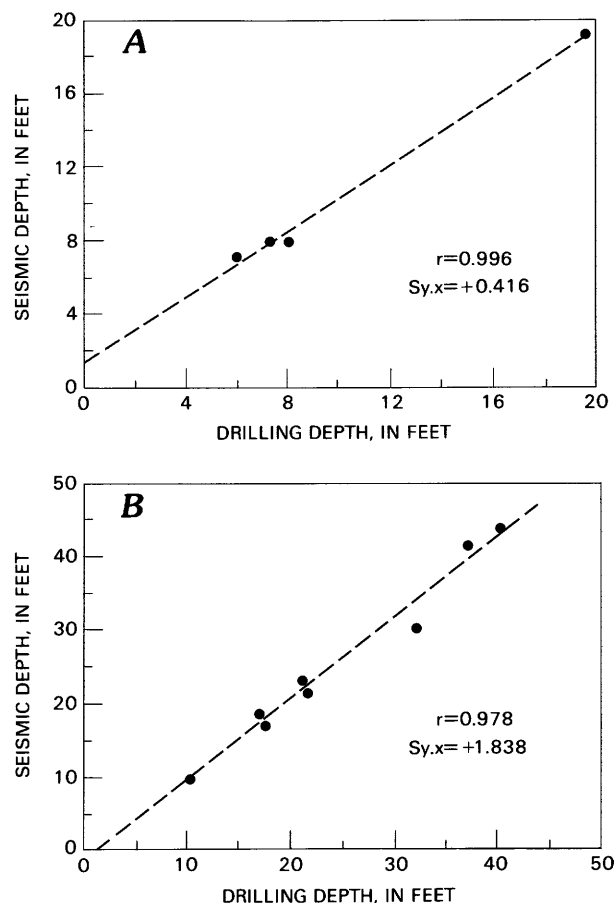 A
SEISMIC DEPTH, IN FEET
20
16
12
8
4
0
r=0.996
Sy.x=+0.416
0 4 8 12 16 20
DRILLING DEPTH, IN FEET
B
SEISMIC DEPTH, IN FEET
50
40
30
20
10
0
r=0.978
Sy.x=+1.838
10 20 30 40 50
DRILLING DEPTH, IN FEET